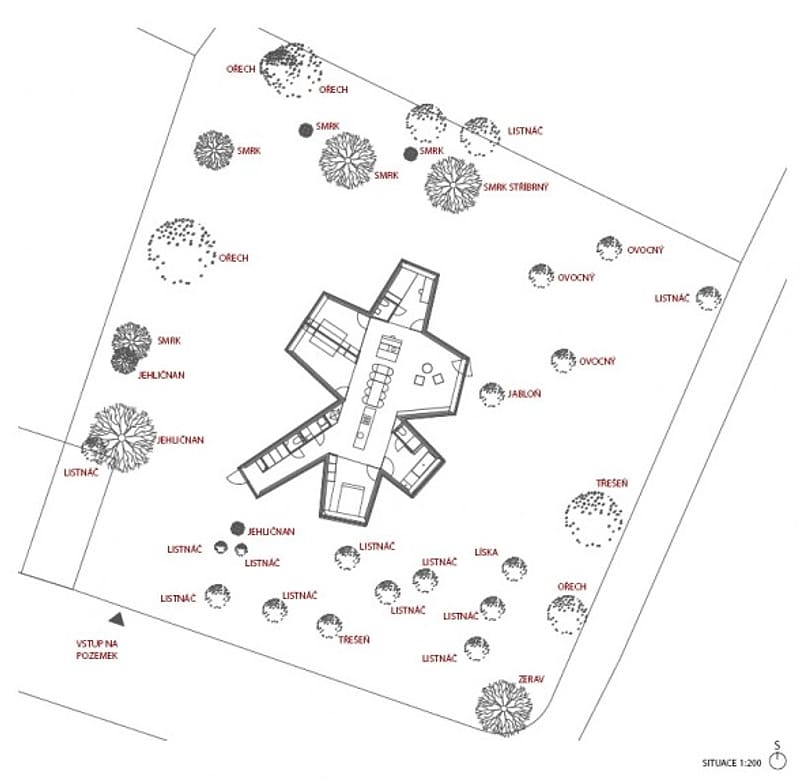 OŘECH
OŘECH
SMRK
LISTNÁČ
SMRK
SMRK
SMRK
SMRK STŘÍBRNÝ
OVOCNÝ
OŘECH
OVOCNÝ
LISTNÁČ
SMRK
OVOCNÝ
JEHLIČNAN
JABLOŇ
JEHLIČNAN
LISTNÁČ
TŘEŠEŇ
JEHLIČNAN
LISTNÁČ
LISTNÁČ
LÍSKA
LISTNÁČ
LISTNÁČ
OŘECH
LISTNÁČ
LISTNÁČ
LISTNÁČ
LISTNÁČ
TŘEŠEŇ
VSTUP NA
POZEMEK
LISTNÁČ
ZERAV
S
SITUACE 1:200